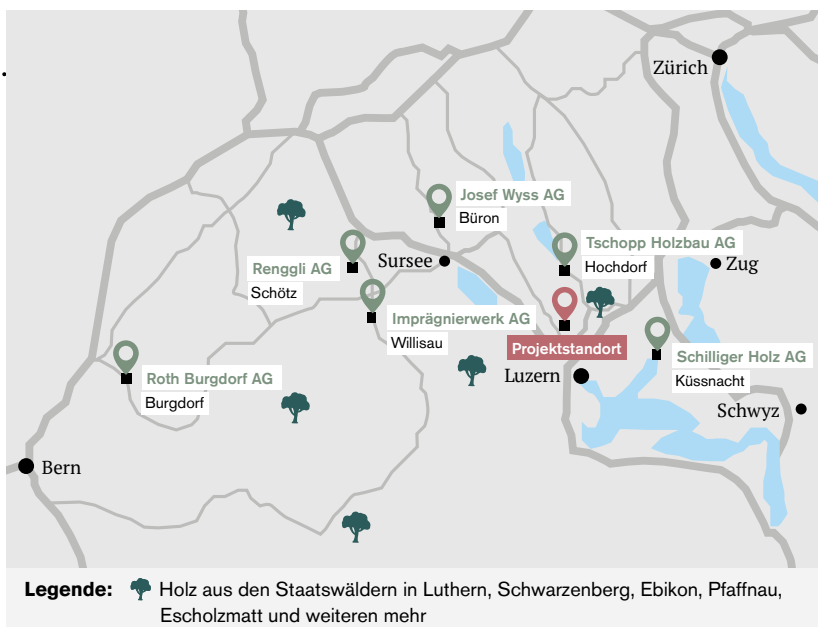 Zürich
Josef Wyss AG
Büron
Tschopp Holzbau AG
Hochdorf
Sursee
Zug
Renggli AG
Schötz
Imprägnierwerk AG
Willisau
Projektstandort
Schilliger Holz AG
Küssnacht
Roth Burgdorf AG
Burgdorf
Luzern
Schwyz
Bern
Legende: Holz aus den Staatswäldern in Luthern, Schwarzenberg, Ebikon, Pfaffnau,
Escholzmatt und weiteren mehr